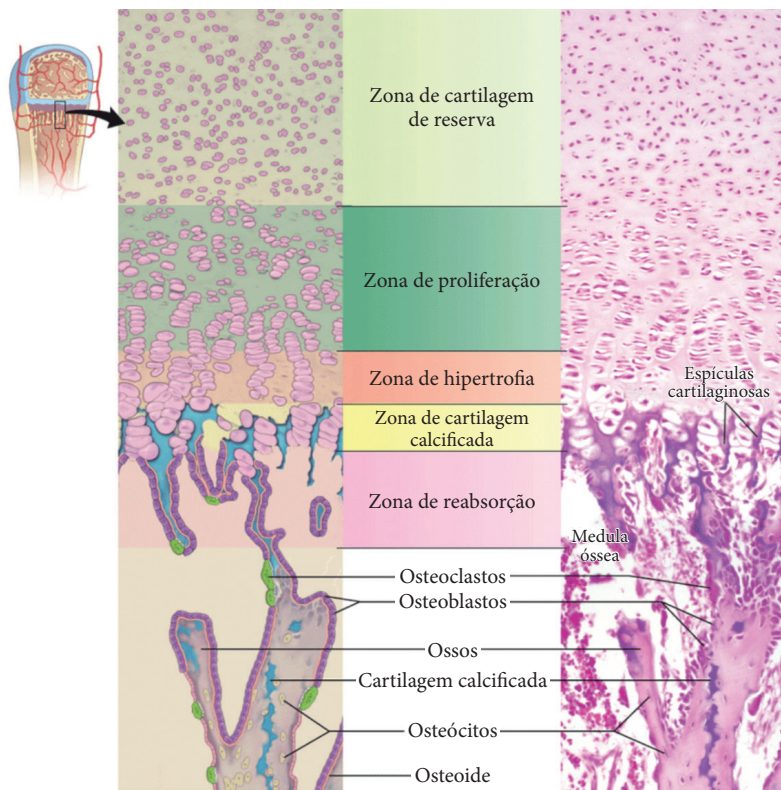 Zona de cartilagem
de reserva
Zona de proliferação
Zona de hipertrofia
Espículas
cartilaginosas
Zona de cartilagem
calcificada
Zona de reabsorção
Medula
óssea
Osteoclastos
Osteoblastos
Ossos
Cartilagem calcificada
Osteócitos
Osteoide